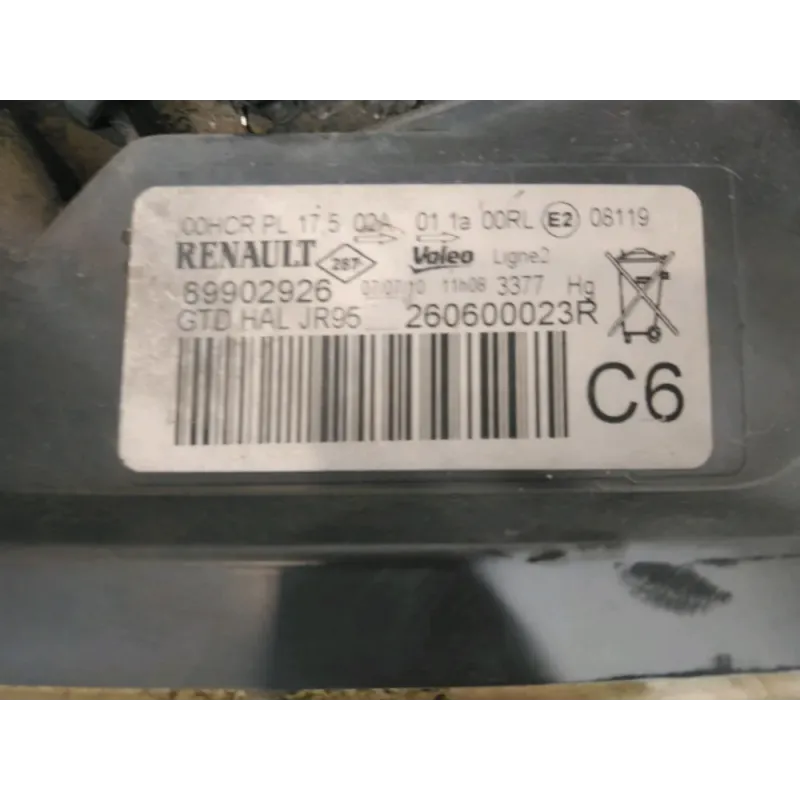 00HCR PL 17,5 02A 01 1a 00RL E2 08119
RENAULT 287 Valeo Ligne2
89902926 07/07/10 11h08 3377 Hg
GTD HAL JR95 260600023R
C6